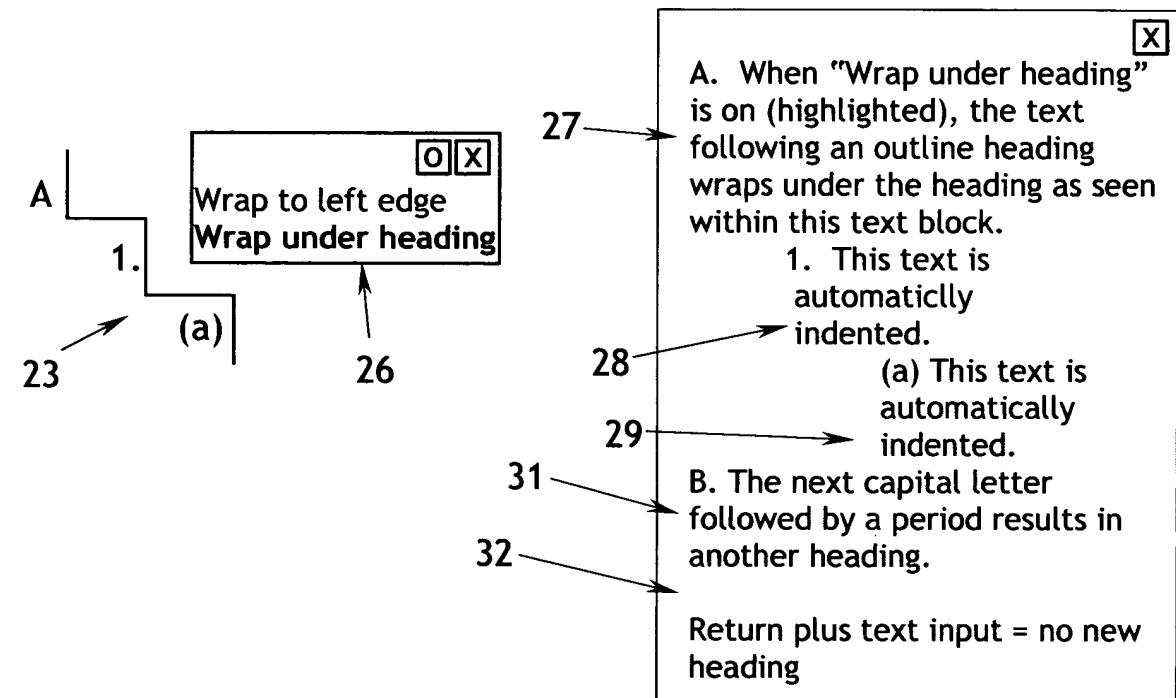 A
1.
(a)
23
O X
Wrap to left edge
Wrap under heading
26
X
A. When "Wrap under heading"
is on (highlighted), the text
following an outline heading
wraps under the heading as seen
within this text block.
1. This text is
automaticlly
indented.
(a) This text is
automatically
indented.
B. The next capital letter
followed by a period results in
another heading.
Return plus text input = no new
heading
27
28
29
31
32